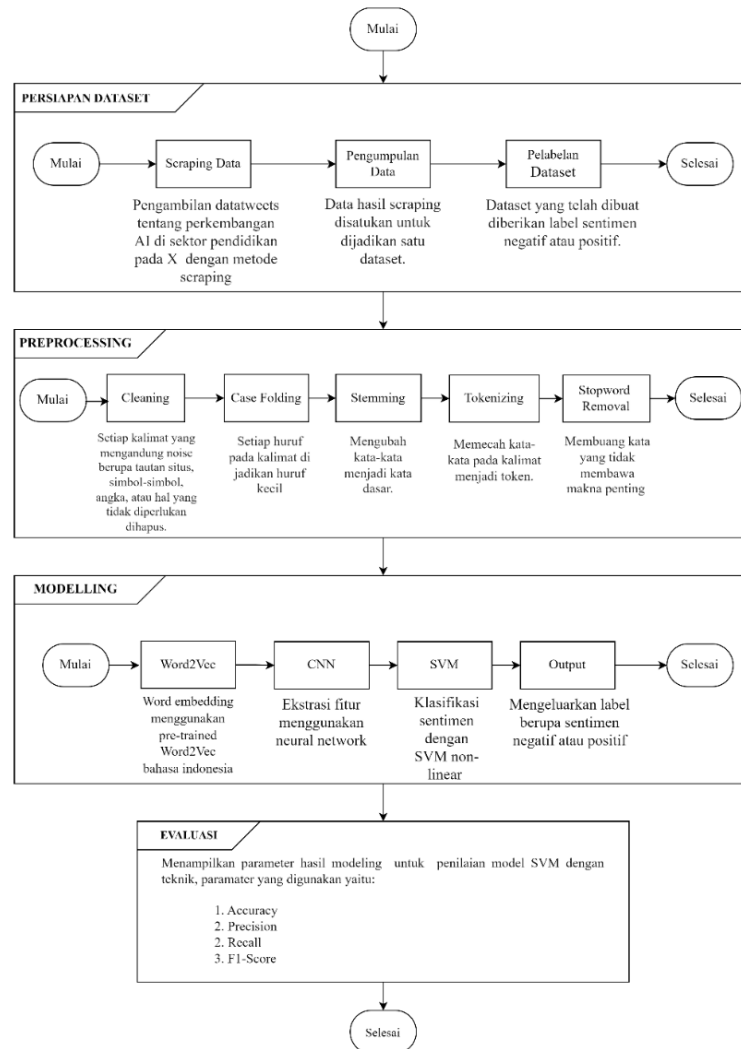 Mulai
PERSIAPAN DATASET
Mulai
Scraping Data
Pengumpulan
Data
Pelabelan
Dataset
Selesai
Pengambilan datatweets
tentang perkembangan
AI di sektor pendidikan
pada X dengan metode
scraping
Data hasil scraping
disatukan untuk
dijadikan satu
dataset.
Dataset yang telah dibuat
diberikan label sentimen
negatif atau positif.
PREPROCESSING
Mulai
Cleaning
Case Folding
Stemming
Tokenizing
Stopword
Removal
Selesai
Setiap kalimat yang
mengandung noise
berupa tautan situs,
simbol-simbol,
angka, atau hal yang
tidak diperlukan
dihapus.
Setiap huruf
pada kalimat di
jadikan huruf
kecil
Mengubah
kata-kata
menjadi kata
dasar.
Memecah kata-
kata pada kalimat
menjadi token.
Membuang kata
yang tidak
membawa
makna penting
MODELLING
Mulai
Word2Vec
CNN
SVM
Output
Selesai
Word embedding
menggunakan
pre-trained
Word2Vec
bahasa indonesia
Ekstrasi fitur
menggunakan
neural network
Klasifikasi
sentimen
dengan
SVM non-
linear
Mengeluarkan label
berupa sentimen
negatif atau positif
EVALUASI
Menampilkan parameter hasil modeling untuk penilaian model SVM dengan
teknik, paramater yang digunakan yaitu:
1. Accuracy
2. Precision
2. Recall
3. F1-Score
Selesai